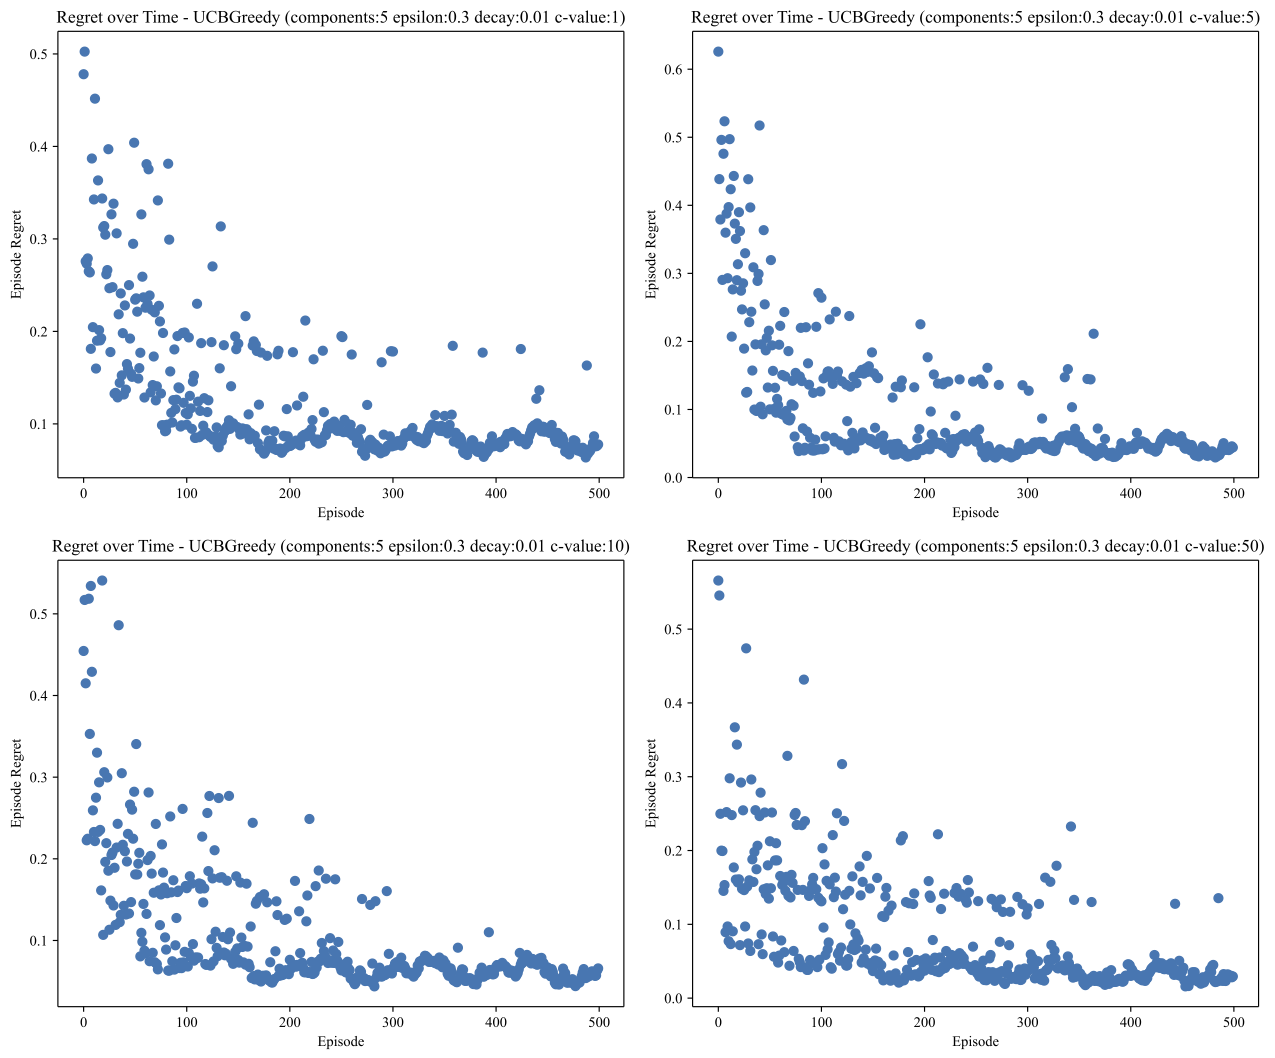 Regret over Time - UCBGreedy (components:5 epsilon:0.3 decay:0.01 c-value:1)
0.5
0.4
0.3
0.2
0.1
Episode Regret
0 100 200 300 400 500
Episode
Regret over Time - UCBGreedy (components:5 epsilon:0.3 decay:0.01 c-value:5)
0.6
0.5
0.4
0.3
0.2
0.1
0.0
Episode Regret
0 100 200 300 400 500
Episode
Regret over Time - UCBGreedy (components:5 epsilon:0.3 decay:0.01 c-value:10)
0.5
0.4
0.3
0.2
0.1
Episode Regret
0 100 200 300 400 500
Episode
Regret over Time - UCBGreedy (components:5 epsilon:0.3 decay:0.01 c-value:50)
0.5
0.4
0.3
0.2
0.1
0.0
Episode Regret
0 100 200 300 400 500
Episode